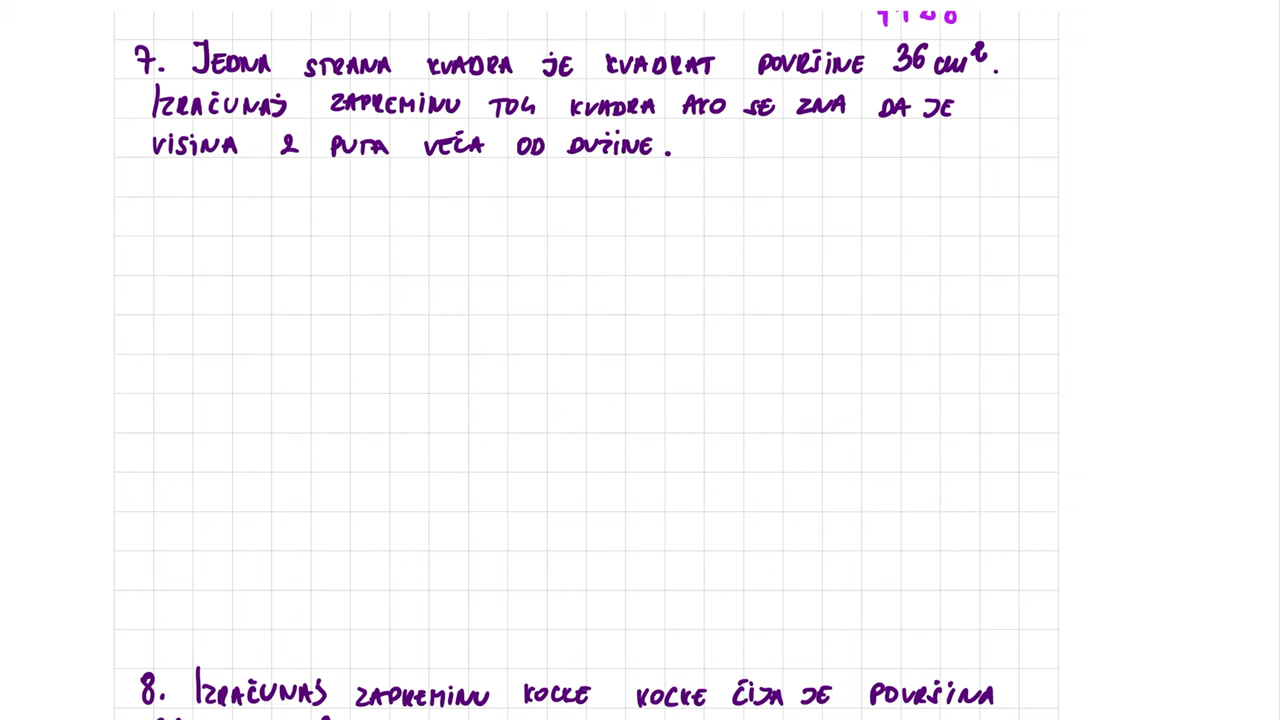 7. JEDNA STRANA KVADRA JE KVADRAT POVRŠINE 36 cm².
IZRAČUNAJ ZAPREMINU TOG KVADRA AKO SE ZNA DA JE
VISINA 2 PUTA VEĆA OD DUŽINE.
8. IZRAČUNAJ ZAPREMINU KOCKE KOCKE ČIJA JE POVRŠINA